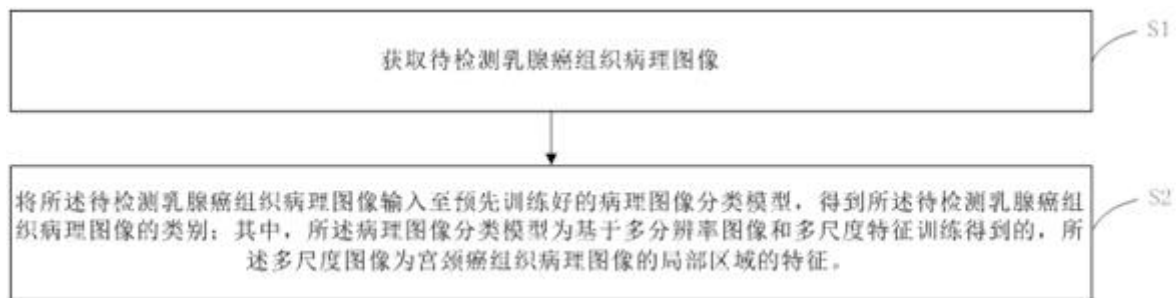 获取待检测乳腺癌组织病理图像
S1
将所述待检测乳腺癌组织病理图像输入至预先训练好的病理图像分类模型，得到所述待检测乳腺癌组
织病理图像的类别；其中，所述病理图像分类模型为基于多分辨率图像和多尺度特征训练得到的，所
述多尺度图像为宫颈癌组织病理图像的局部区域的特征。
S2